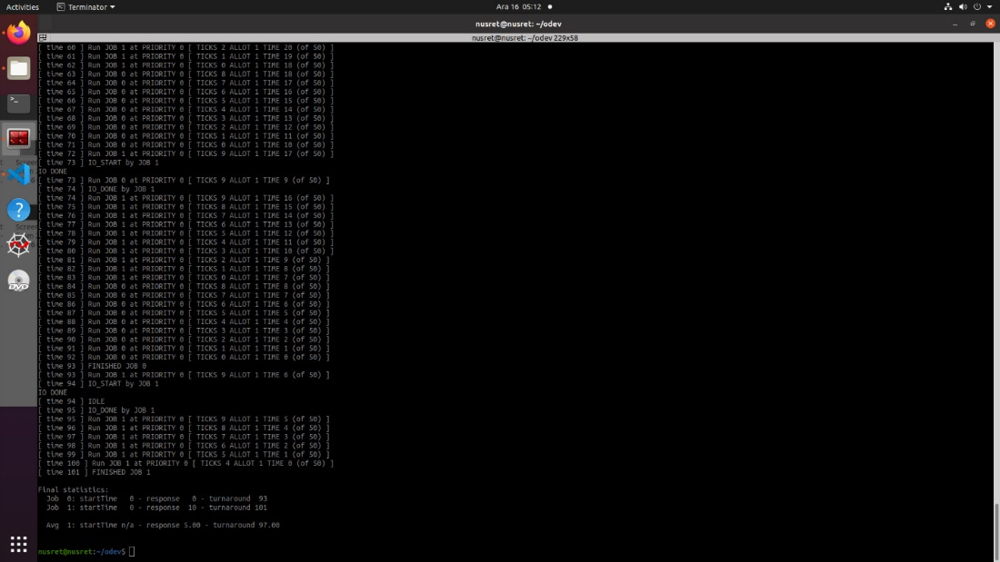 Activities
Terminator
Ara 16 05:12
nusret@nusret: ~/odev
nusret@nusret: ~/odev 229x58
[ time 60 ] Run JOB 1 at PRIORITY 0 [ TICKS 2 ALLOT 1 TIME 20 (of 50) ]
[ time 61 ] Run JOB 1 at PRIORITY 0 [ TICKS 1 ALLOT 1 TIME 19 (of 50) ]
[ time 62 ] Run JOB 1 at PRIORITY 0 [ TICKS 0 ALLOT 1 TIME 18 (of 50) ]
[ time 63 ] Run JOB 0 at PRIORITY 0 [ TICKS 8 ALLOT 1 TIME 18 (of 50) ]
[ time 64 ] Run JOB 0 at PRIORITY 0 [ TICKS 7 ALLOT 1 TIME 17 (of 50) ]
[ time 65 ] Run JOB 0 at PRIORITY 0 [ TICKS 6 ALLOT 1 TIME 16 (of 50) ]
[ time 66 ] Run JOB 0 at PRIORITY 0 [ TICKS 5 ALLOT 1 TIME 15 (of 50) ]
[ time 67 ] Run JOB 0 at PRIORITY 0 [ TICKS 4 ALLOT 1 TIME 14 (of 50) ]
[ time 68 ] Run JOB 0 at PRIORITY 0 [ TICKS 3 ALLOT 1 TIME 13 (of 50) ]
[ time 69 ] Run JOB 0 at PRIORITY 0 [ TICKS 2 ALLOT 1 TIME 12 (of 50) ]
[ time 70 ] Run JOB 0 at PRIORITY 0 [ TICKS 1 ALLOT 1 TIME 11 (of 50) ]
[ time 71 ] Run JOB 0 at PRIORITY 0 [ TICKS 0 ALLOT 1 TIME 10 (of 50) ]
[ time 72 ] Run JOB 1 at PRIORITY 0 [ TICKS 9 ALLOT 1 TIME 17 (of 50) ]
[ time 73 ] IO_START by JOB 1
IO DONE
[ time 73 ] Run JOB 0 at PRIORITY 0 [ TICKS 9 ALLOT 1 TIME 9 (of 50) ]
[ time 74 ] IO_DONE by JOB 1
[ time 74 ] Run JOB 1 at PRIORITY 0 [ TICKS 9 ALLOT 1 TIME 16 (of 50) ]
[ time 75 ] Run JOB 1 at PRIORITY 0 [ TICKS 8 ALLOT 1 TIME 15 (of 50) ]
[ time 76 ] Run JOB 1 at PRIORITY 0 [ TICKS 7 ALLOT 1 TIME 14 (of 50) ]
[ time 77 ] Run JOB 1 at PRIORITY 0 [ TICKS 6 ALLOT 1 TIME 13 (of 50) ]
[ time 78 ] Run JOB 1 at PRIORITY 0 [ TICKS 5 ALLOT 1 TIME 12 (of 50) ]
[ time 79 ] Run JOB 1 at PRIORITY 0 [ TICKS 4 ALLOT 1 TIME 11 (of 50) ]
[ time 80 ] Run JOB 1 at PRIORITY 0 [ TICKS 3 ALLOT 1 TIME 10 (of 50) ]
[ time 81 ] Run JOB 1 at PRIORITY 0 [ TICKS 2 ALLOT 1 TIME 9 (of 50) ]
[ time 82 ] Run JOB 1 at PRIORITY 0 [ TICKS 1 ALLOT 1 TIME 8 (of 50) ]
[ time 83 ] Run JOB 1 at PRIORITY 0 [ TICKS 0 ALLOT 1 TIME 7 (of 50) ]
[ time 84 ] Run JOB 0 at PRIORITY 0 [ TICKS 8 ALLOT 1 TIME 8 (of 50) ]
[ time 85 ] Run JOB 0 at PRIORITY 0 [ TICKS 7 ALLOT 1 TIME 7 (of 50) ]
[ time 86 ] Run JOB 0 at PRIORITY 0 [ TICKS 6 ALLOT 1 TIME 6 (of 50) ]
[ time 87 ] Run JOB 0 at PRIORITY 0 [ TICKS 5 ALLOT 1 TIME 5 (of 50) ]
[ time 88 ] Run JOB 0 at PRIORITY 0 [ TICKS 4 ALLOT 1 TIME 4 (of 50) ]
[ time 89 ] Run JOB 0 at PRIORITY 0 [ TICKS 3 ALLOT 1 TIME 3 (of 50) ]
[ time 90 ] Run JOB 0 at PRIORITY 0 [ TICKS 2 ALLOT 1 TIME 2 (of 50) ]
[ time 91 ] Run JOB 0 at PRIORITY 0 [ TICKS 1 ALLOT 1 TIME 1 (of 50) ]
[ time 92 ] Run JOB 0 at PRIORITY 0 [ TICKS 0 ALLOT 1 TIME 0 (of 50) ]
[ time 93 ] FINISHED JOB 0
[ time 93 ] Run JOB 1 at PRIORITY 0 [ TICKS 9 ALLOT 1 TIME 6 (of 50) ]
[ time 94 ] IO_START by JOB 1
IO DONE
[ time 94 ] IDLE
[ time 95 ] IO_DONE by JOB 1
[ time 95 ] Run JOB 1 at PRIORITY 0 [ TICKS 9 ALLOT 1 TIME 5 (of 50) ]
[ time 96 ] Run JOB 1 at PRIORITY 0 [ TICKS 8 ALLOT 1 TIME 4 (of 50) ]
[ time 97 ] Run JOB 1 at PRIORITY 0 [ TICKS 7 ALLOT 1 TIME 3 (of 50) ]
[ time 98 ] Run JOB 1 at PRIORITY 0 [ TICKS 6 ALLOT 1 TIME 2 (of 50) ]
[ time 99 ] Run JOB 1 at PRIORITY 0 [ TICKS 5 ALLOT 1 TIME 1 (of 50) ]
[ time 100 ] Run JOB 1 at PRIORITY 0 [ TICKS 4 ALLOT 1 TIME 0 (of 50) ]
[ time 101 ] FINISHED JOB 1
Final statistics:
Job 0: startTime 0 - response 0 - turnaround 93
Job 1: startTime 0 - response 10 - turnaround 101
Avg 1: startTime n/a - response 5.00 - turnaround 97.00
nusret@nusret:~/odev$